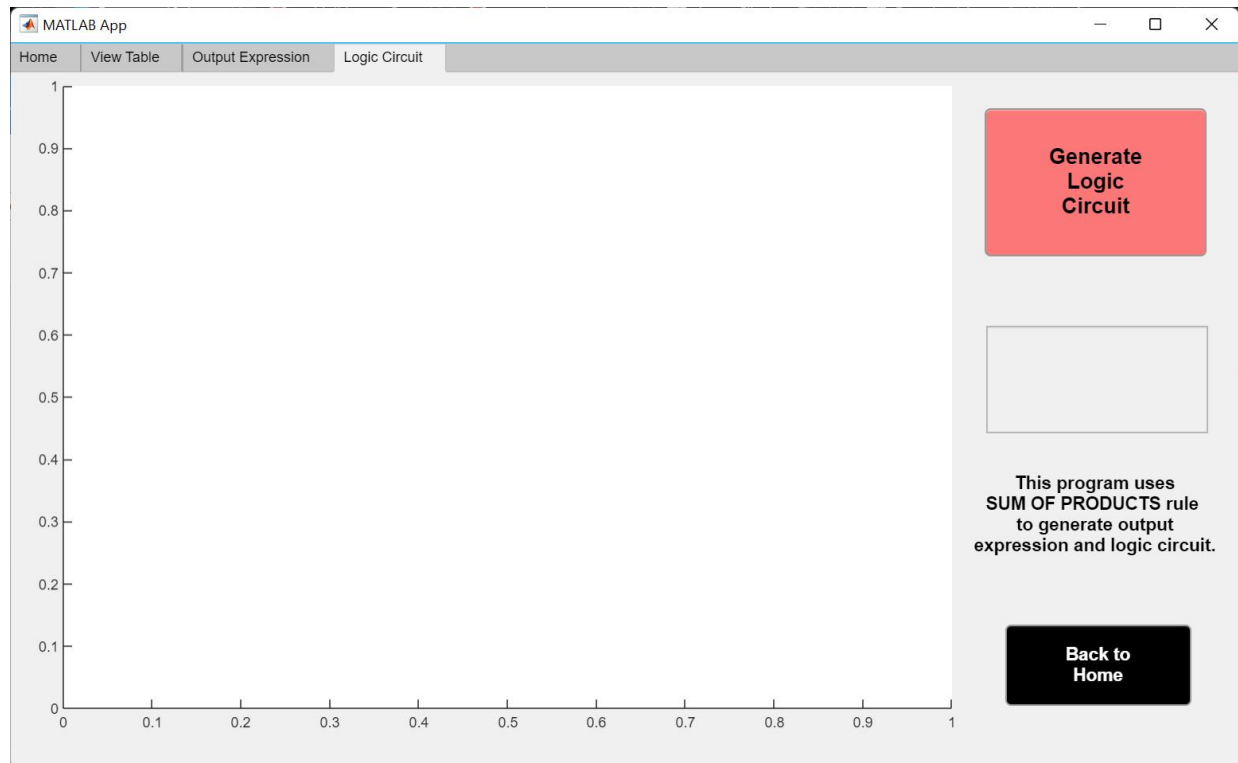 MATLAB App
Home View Table Output Expression Logic Circuit
1
0.9
0.8
0.7
0.6
0.5
0.4
0.3
0.2
0.1
0
0 0.1 0.2 0.3 0.4 0.5 0.6 0.7 0.8 0.9 1
Generate
Logic
Circuit
This program uses
SUM OF PRODUCTS rule
to generate output
expression and logic circuit.
Back to
Home